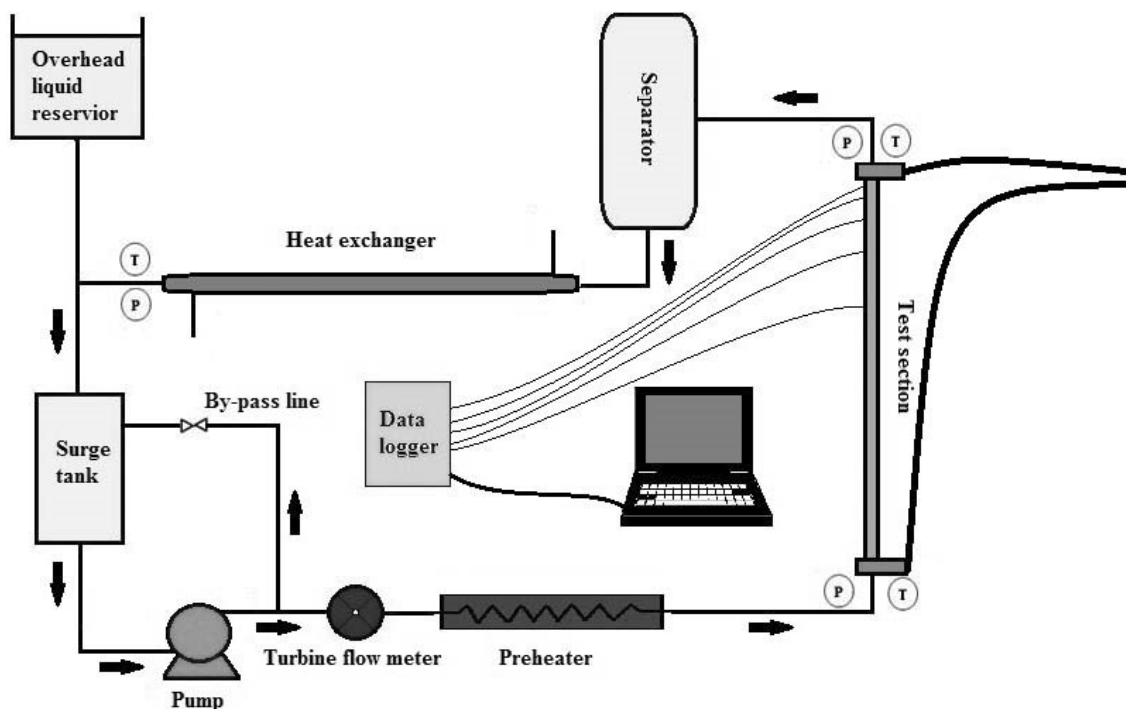 Overhead
liquid
reservior
Separator
P
T
Heat exchanger
T
P
Test section
By-pass line
Data
logger
Surge
tank
P
T
Turbine flow meter
Preheater
Pump